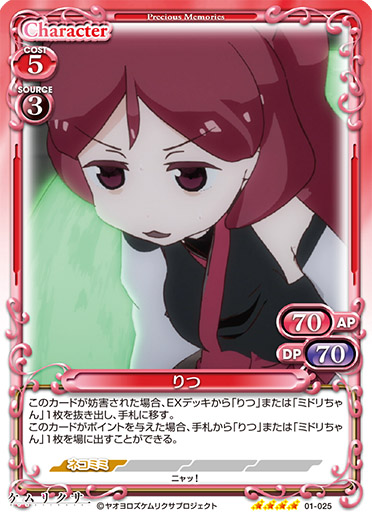 Precious Memories
Character
COST
5
SOURCE
3
70 AP
DP 70
りつ
このカードが妨害された場合、EXデッキから「りつ」または「ミドリちゃ
ん」1枚を抜き出し、手札に移す。
このカードがポイントを与えた場合、手札から「りつ」または「ミドリちゃ
ん」1枚を場に出すことができる。
ネコミミ
ニャッ!
ケムリクサ
©ヤオヨロズケムリクサプロジェクト
01-025